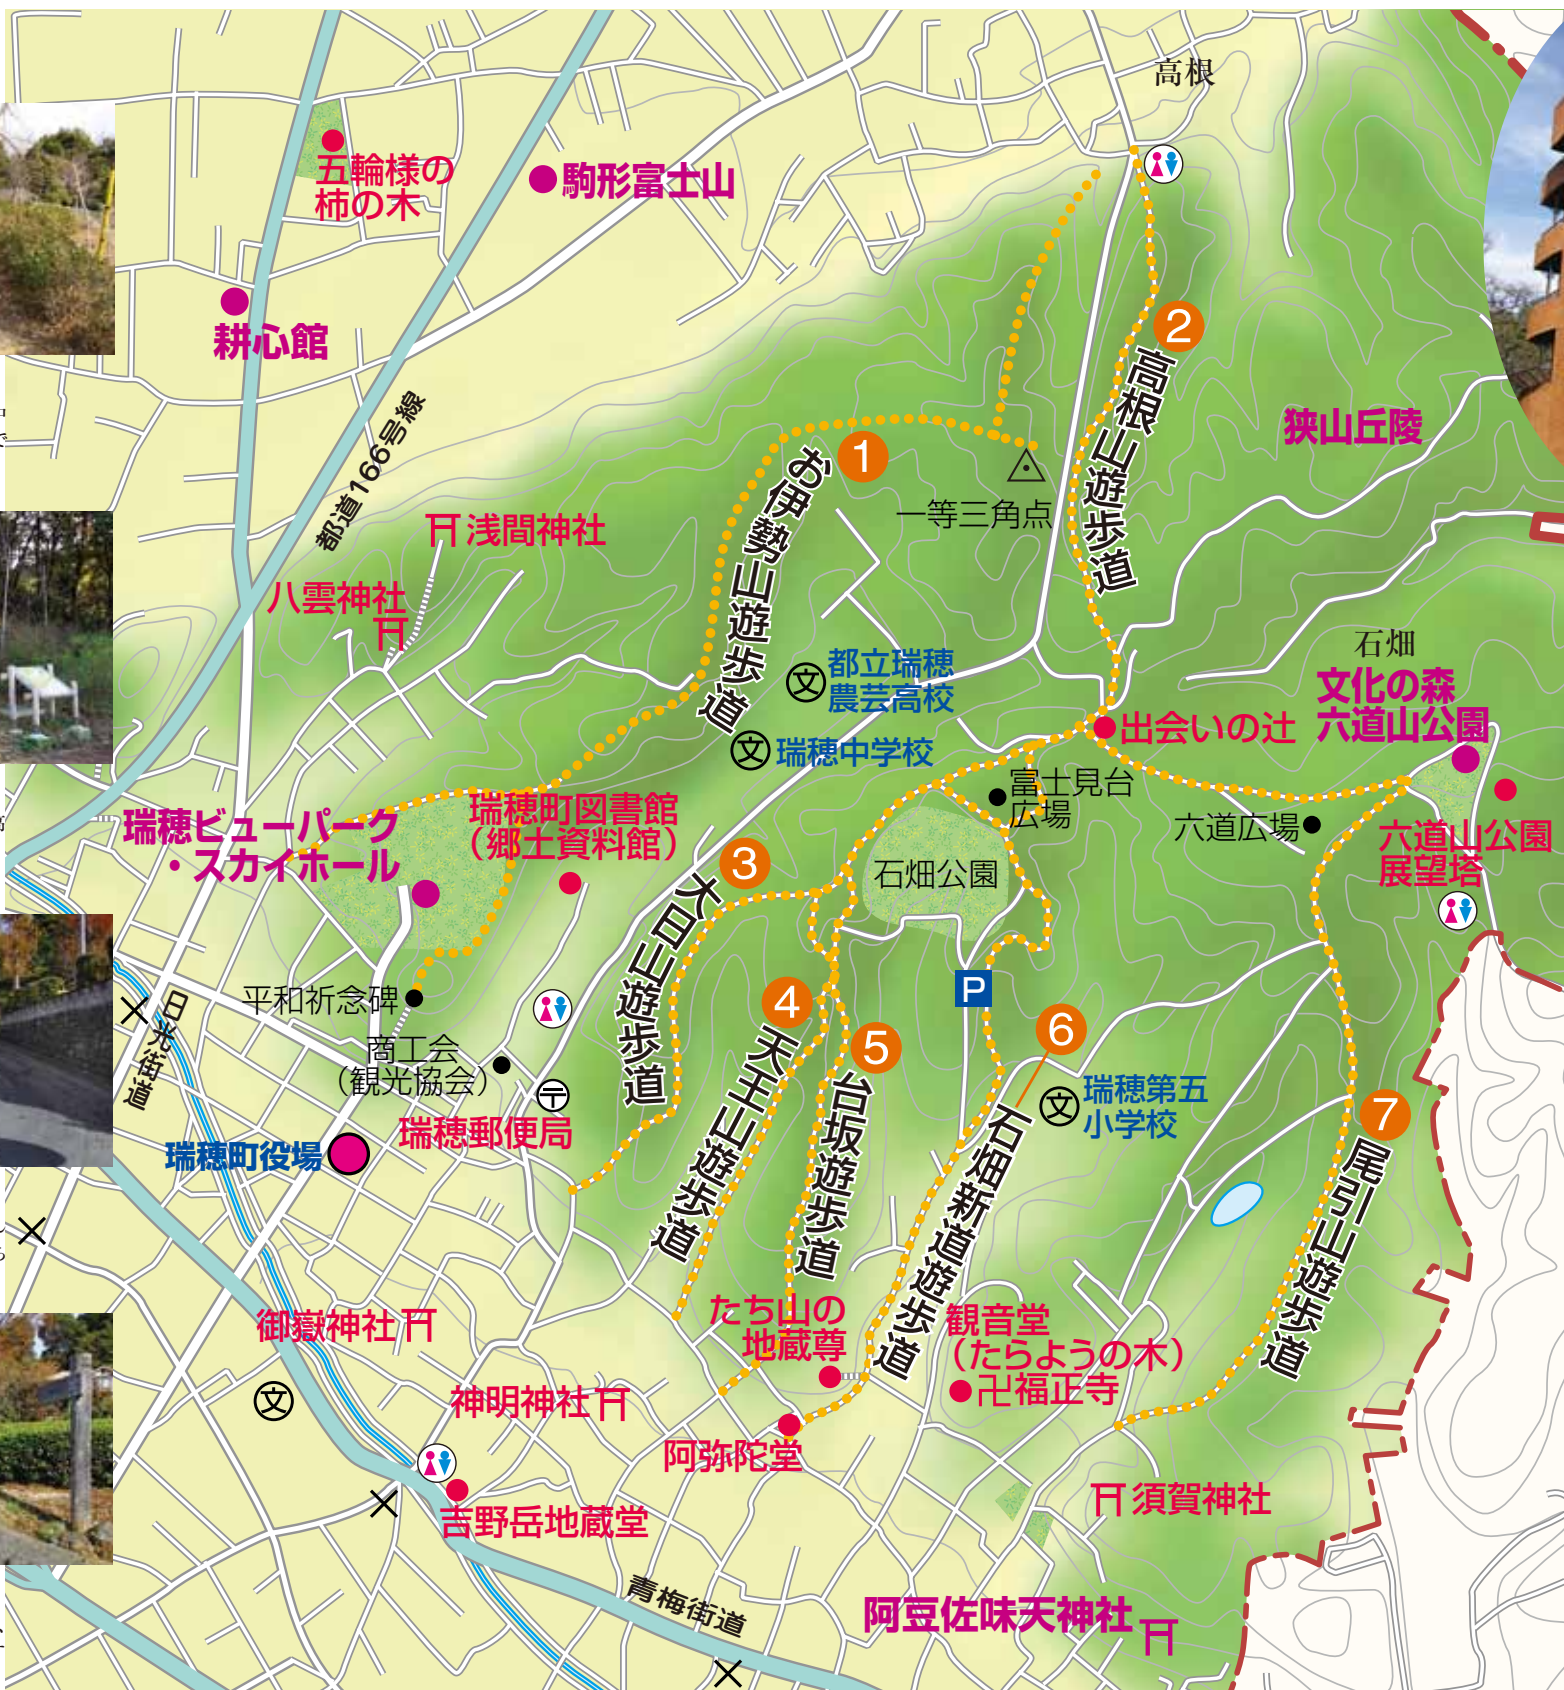 高根
五輪様の
柿の木
駒形富士山
耕心館
都道166号線
2
高根山遊歩道
狭山丘陵
1
お伊勢山遊歩道
一等三角点
浅間神社
八雲神社
文
都立瑞穂
農芸高校
文
瑞穂中学校
石畑
文化の森
六道山公園
出会いの辻
富士見台
広場
六道広場
六道山公園
展望塔
瑞穂ビューパーク
・スカイホール
瑞穂町図書館
（郷土資料館）
3
大日山遊歩道
石畑公園
P
平和祈念碑
日光街道
商工会
（観光協会）
〒
瑞穂郵便局
瑞穂町役場
4
天王山遊歩道
5
台坂遊歩道
6
石畑新道遊歩道
文
瑞穂第五
小学校
7
尾引山遊歩道
御嶽神社
文
神明神社
たち山の
地蔵尊
観音堂
（たらようの木）
卍福正寺
阿弥陀堂
須賀神社
吉野岳地蔵堂
青梅街道
阿豆佐味天神社